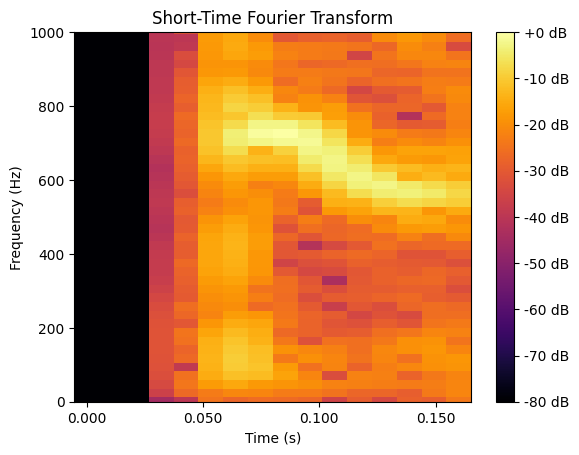 Short-Time Fourier Transform
1000
800
600
400
200
0
Frequency (Hz)
0.000
0.050
0.100
0.150
Time (s)
+0 dB
-10 dB
-20 dB
-30 dB
-40 dB
-50 dB
-60 dB
-70 dB
-80 dB